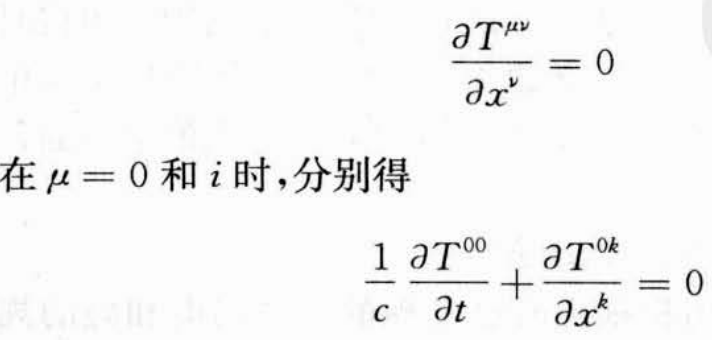 ∂T^{μν}/∂x^ν = 0
在 μ = 0 和 i 时,分别得
1/c ∂T^{00}/∂t + ∂T^{0k}/∂x^k = 0